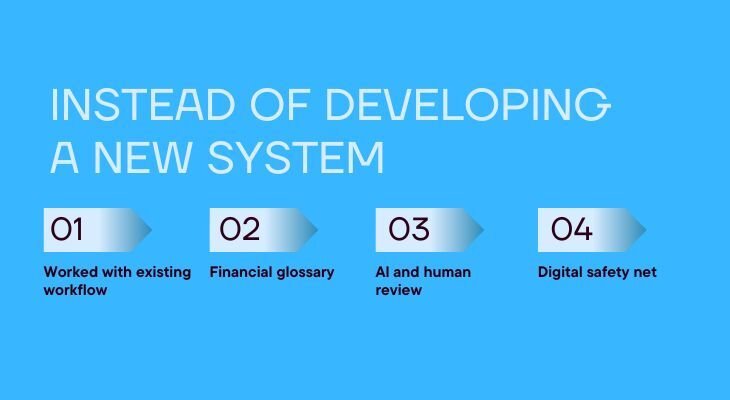 INSTEAD OF DEVELOPING
A NEW SYSTEM
01
Worked with existing
workflow
02
Financial glossary
03
AI and human
review
04
Digital safety net